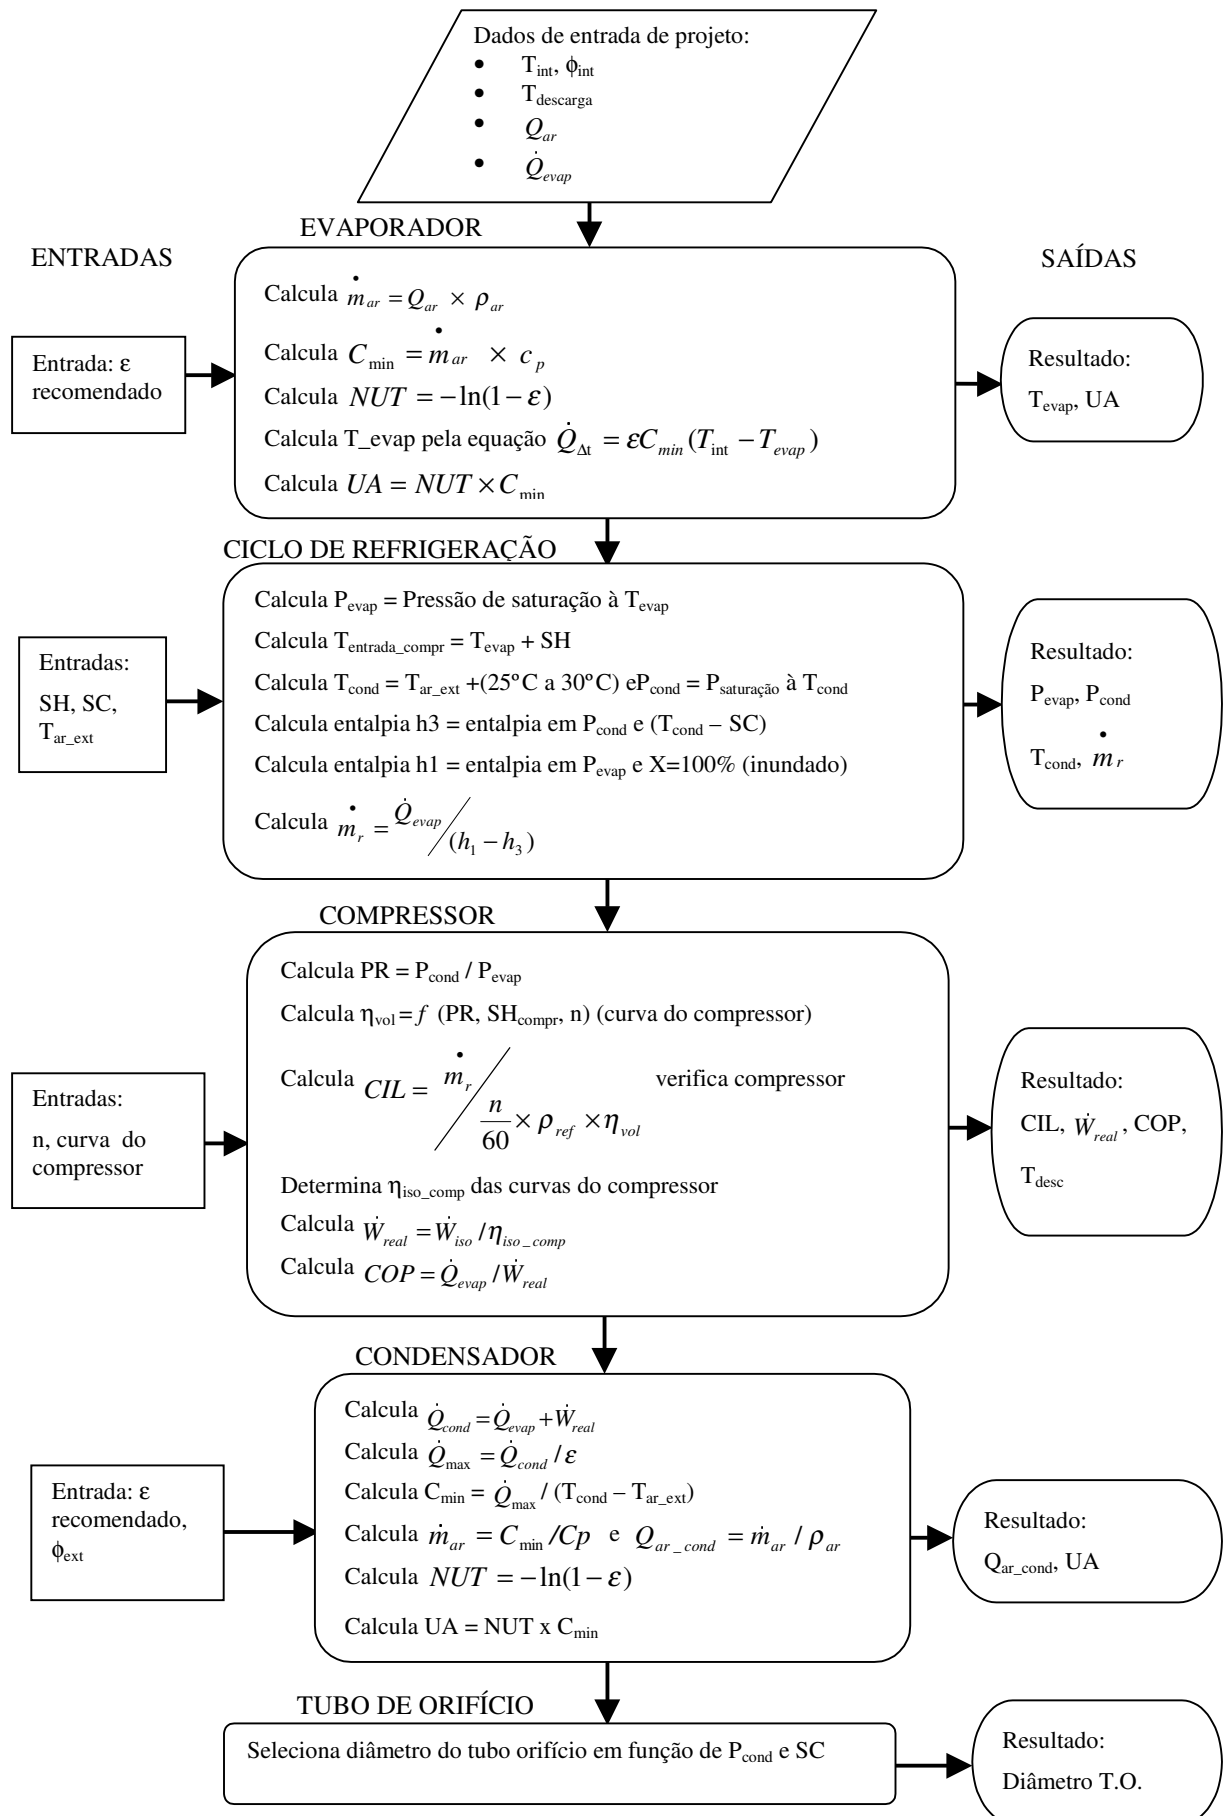 Dados de entrada de projeto:
• T_int, ϕ_int
• T_descarga
• Q_ar
• Q̇_evap
EVAPORADOR
ENTRADAS
SAÍDAS
Calcula ṁ_ar = Q_ar × ρ_ar
Calcula C_min = ṁ_ar × c_p
Calcula NUT = −ln(1−ε)
Calcula T_evap pela equação Q̇_Δt = εC_min(T_int − T_evap)
Calcula UA = NUT × C_min
Entrada: ε
recomendado
Resultado:
T_evap, UA
CICLO DE REFRIGERAÇÃO
Calcula P_evap = Pressão de saturação à T_evap
Calcula T_entrada_compr = T_evap + SH
Calcula T_cond = T_ar_ext +(25°C a 30°C) eP_cond = P_saturação à T_cond
Calcula entalpia h3 = entalpia em P_cond e (T_cond – SC)
Calcula entalpia h1 = entalpia em P_evap e X=100% (inundado)
Calcula ṁ_r = Q̇_evap / (h_1 − h_3)
Entradas:
SH, SC,
T_ar_ext
Resultado:
P_evap, P_cond
T_cond, ṁ_r
COMPRESSOR
Calcula PR = P_cond / P_evap
Calcula η_vol = f (PR, SH_compr, n) (curva do compressor)
Calcula CIL = ṁ_r / n/60 × ρ_ref × η_vol verifica compressor
Determina η_iso_comp das curvas do compressor
Calcula Ẇ_real = Ẇ_iso / η_iso_comp
Calcula COP = Q̇_evap / Ẇ_real
Entradas:
n, curva do
compressor
Resultado:
CIL, Ẇ_real, COP,
T_desc
CONDENSADOR
Calcula Q̇_cond = Q̇_evap + Ẇ_real
Calcula Q̇_max = Q̇_cond / ε
Calcula C_min = Q̇_max / (T_cond – T_ar_ext)
Calcula ṁ_ar = C_min /Cp e Q_ar_cond = ṁ_ar / ρ_ar
Calcula NUT = −ln(1−ε)
Calcula UA = NUT x C_min
Entrada: ε
recomendado,
ϕ_ext
Resultado:
Q_ar_cond, UA
TUBO DE ORIFÍCIO
Seleciona diâmetro do tubo orifício em função de P_cond e SC
Resultado:
Diâmetro T.O.